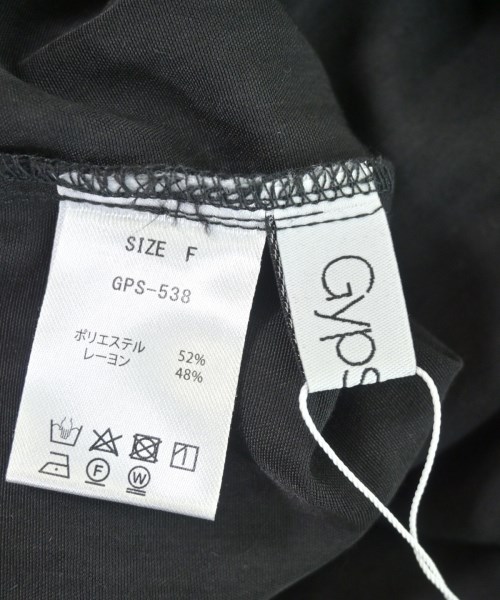 SIZE F
GPS-538
ポリエステル 52%
レーヨン 48%
F W
Gyps